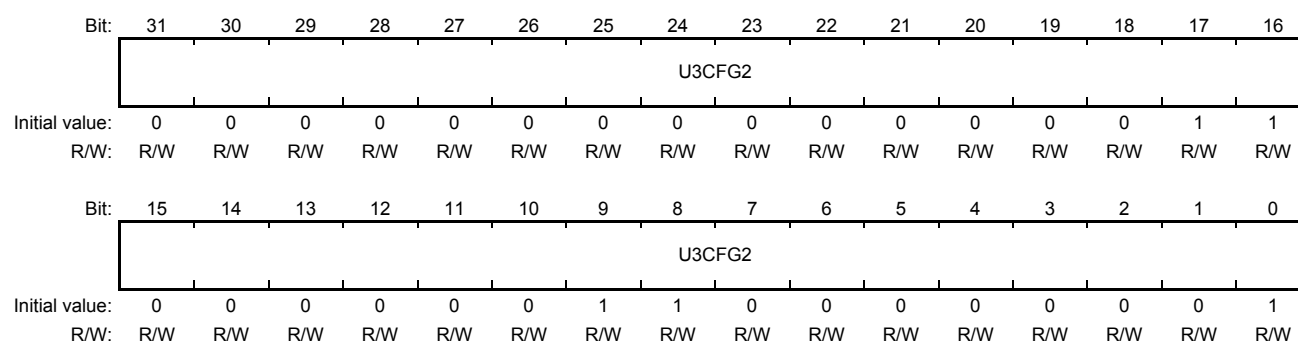 Bit: 31 30 29 28 27 26 25 24 23 22 21 20 19 18 17 16
U3CFG2
Initial value: 0 0 0 0 0 0 0 0 0 0 0 0 0 0 1 1
R/W: R/W R/W R/W R/W R/W R/W R/W R/W R/W R/W R/W R/W R/W R/W R/W R/W
Bit: 15 14 13 12 11 10 9 8 7 6 5 4 3 2 1 0
U3CFG2
Initial value: 0 0 0 0 0 0 1 1 0 0 0 0 0 0 0 1
R/W: R/W R/W R/W R/W R/W R/W R/W R/W R/W R/W R/W R/W R/W R/W R/W R/W